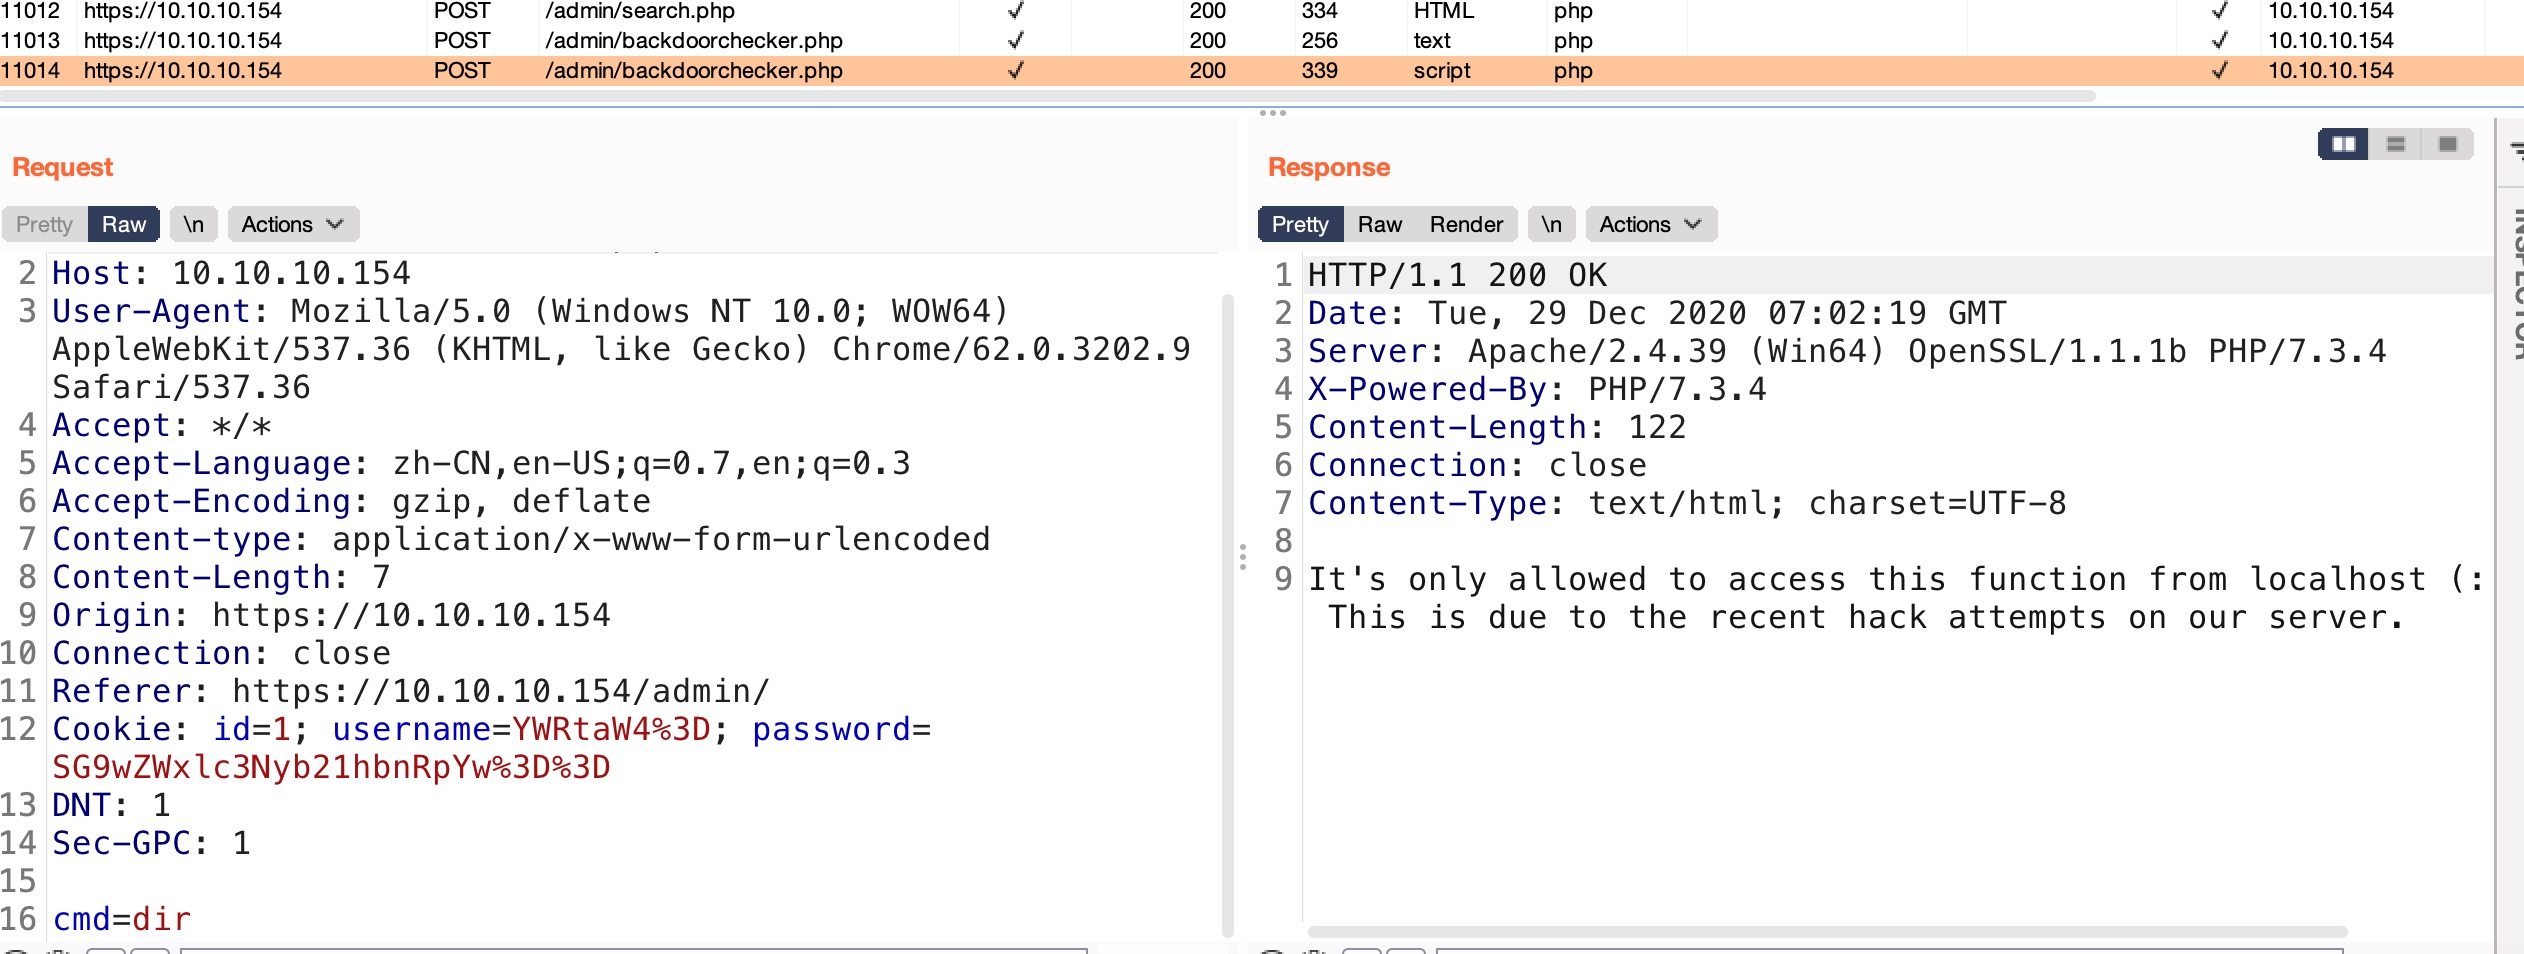 11012 https://10.10.10.154 POST /admin/search.php ✓ 200 334 HTML php ✓ 10.10.10.154
11013 https://10.10.10.154 POST /admin/backdoorchecker.php ✓ 200 256 text php ✓ 10.10.10.154
11014 https://10.10.10.154 POST /admin/backdoorchecker.php ✓ 200 339 script php ✓ 10.10.10.154
Request
Pretty Raw \n Actions
2 Host: 10.10.10.154
3 User-Agent: Mozilla/5.0 (Windows NT 10.0; WOW64)
AppleWebKit/537.36 (KHTML, like Gecko) Chrome/62.0.3202.9
Safari/537.36
4 Accept: */*
5 Accept-Language: zh-CN,en-US;q=0.7,en;q=0.3
6 Accept-Encoding: gzip, deflate
7 Content-type: application/x-www-form-urlencoded
8 Content-Length: 7
9 Origin: https://10.10.10.154
10 Connection: close
11 Referer: https://10.10.10.154/admin/
12 Cookie: id=1; username=YWRtaW4%3D; password=
SG9wZWxlc3Nyb21hbnRpYw%3D%3D
13 DNT: 1
14 Sec-GPC: 1
15
16 cmd=dir
Response
Pretty Raw Render \n Actions
1 HTTP/1.1 200 OK
2 Date: Tue, 29 Dec 2020 07:02:19 GMT
3 Server: Apache/2.4.39 (Win64) OpenSSL/1.1.1b PHP/7.3.4
4 X-Powered-By: PHP/7.3.4
5 Content-Length: 122
6 Connection: close
7 Content-Type: text/html; charset=UTF-8
8
9 It's only allowed to access this function from localhost (:
This is due to the recent hack attempts on our server.
INSPECTOR